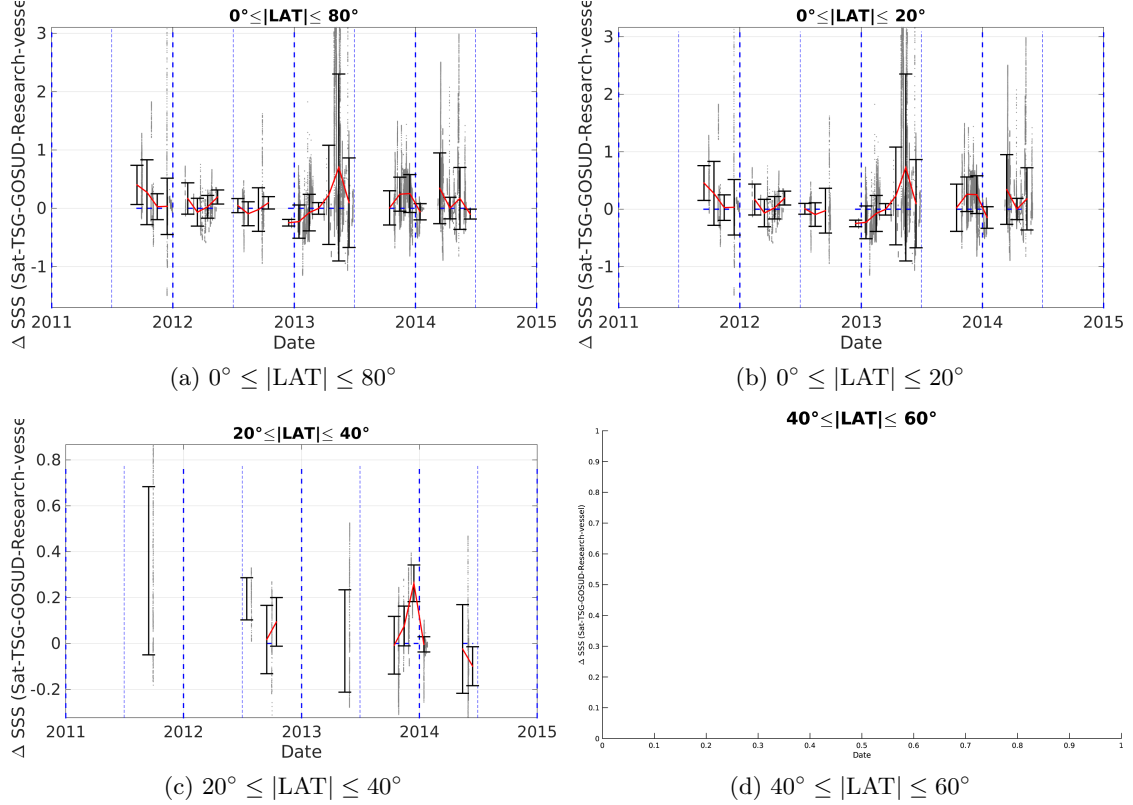 0°≤|LAT|≤ 80°
Δ SSS (Sat-TSG-GOSUD-Research-vesse
3
2
1
0
-1
2011 2012 2013 2014 2015
Date
(a) 0° ≤ |LAT| ≤ 80°
0°≤|LAT|≤ 20°
Δ SSS (Sat-TSG-GOSUD-Research-vesse
3
2
1
0
-1
2011 2012 2013 2014 2015
Date
(b) 0° ≤ |LAT| ≤ 20°
20°≤|LAT|≤ 40°
Δ SSS (Sat-TSG-GOSUD-Research-vesse
0.8
0.6
0.4
0.2
0
-0.2
2011 2012 2013 2014 2015
Date
(c) 20° ≤ |LAT| ≤ 40°
40°≤|LAT|≤ 60°
Δ SSS (Sat-TSG-GOSUD-Research-vessel)
1
0.9
0.8
0.7
0.6
0.5
0.4
0.3
0.2
0.1
0
0 0.1 0.2 0.3 0.4 0.5 0.6 0.7 0.8 0.9 1
Date
(d) 40° ≤ |LAT| ≤ 60°